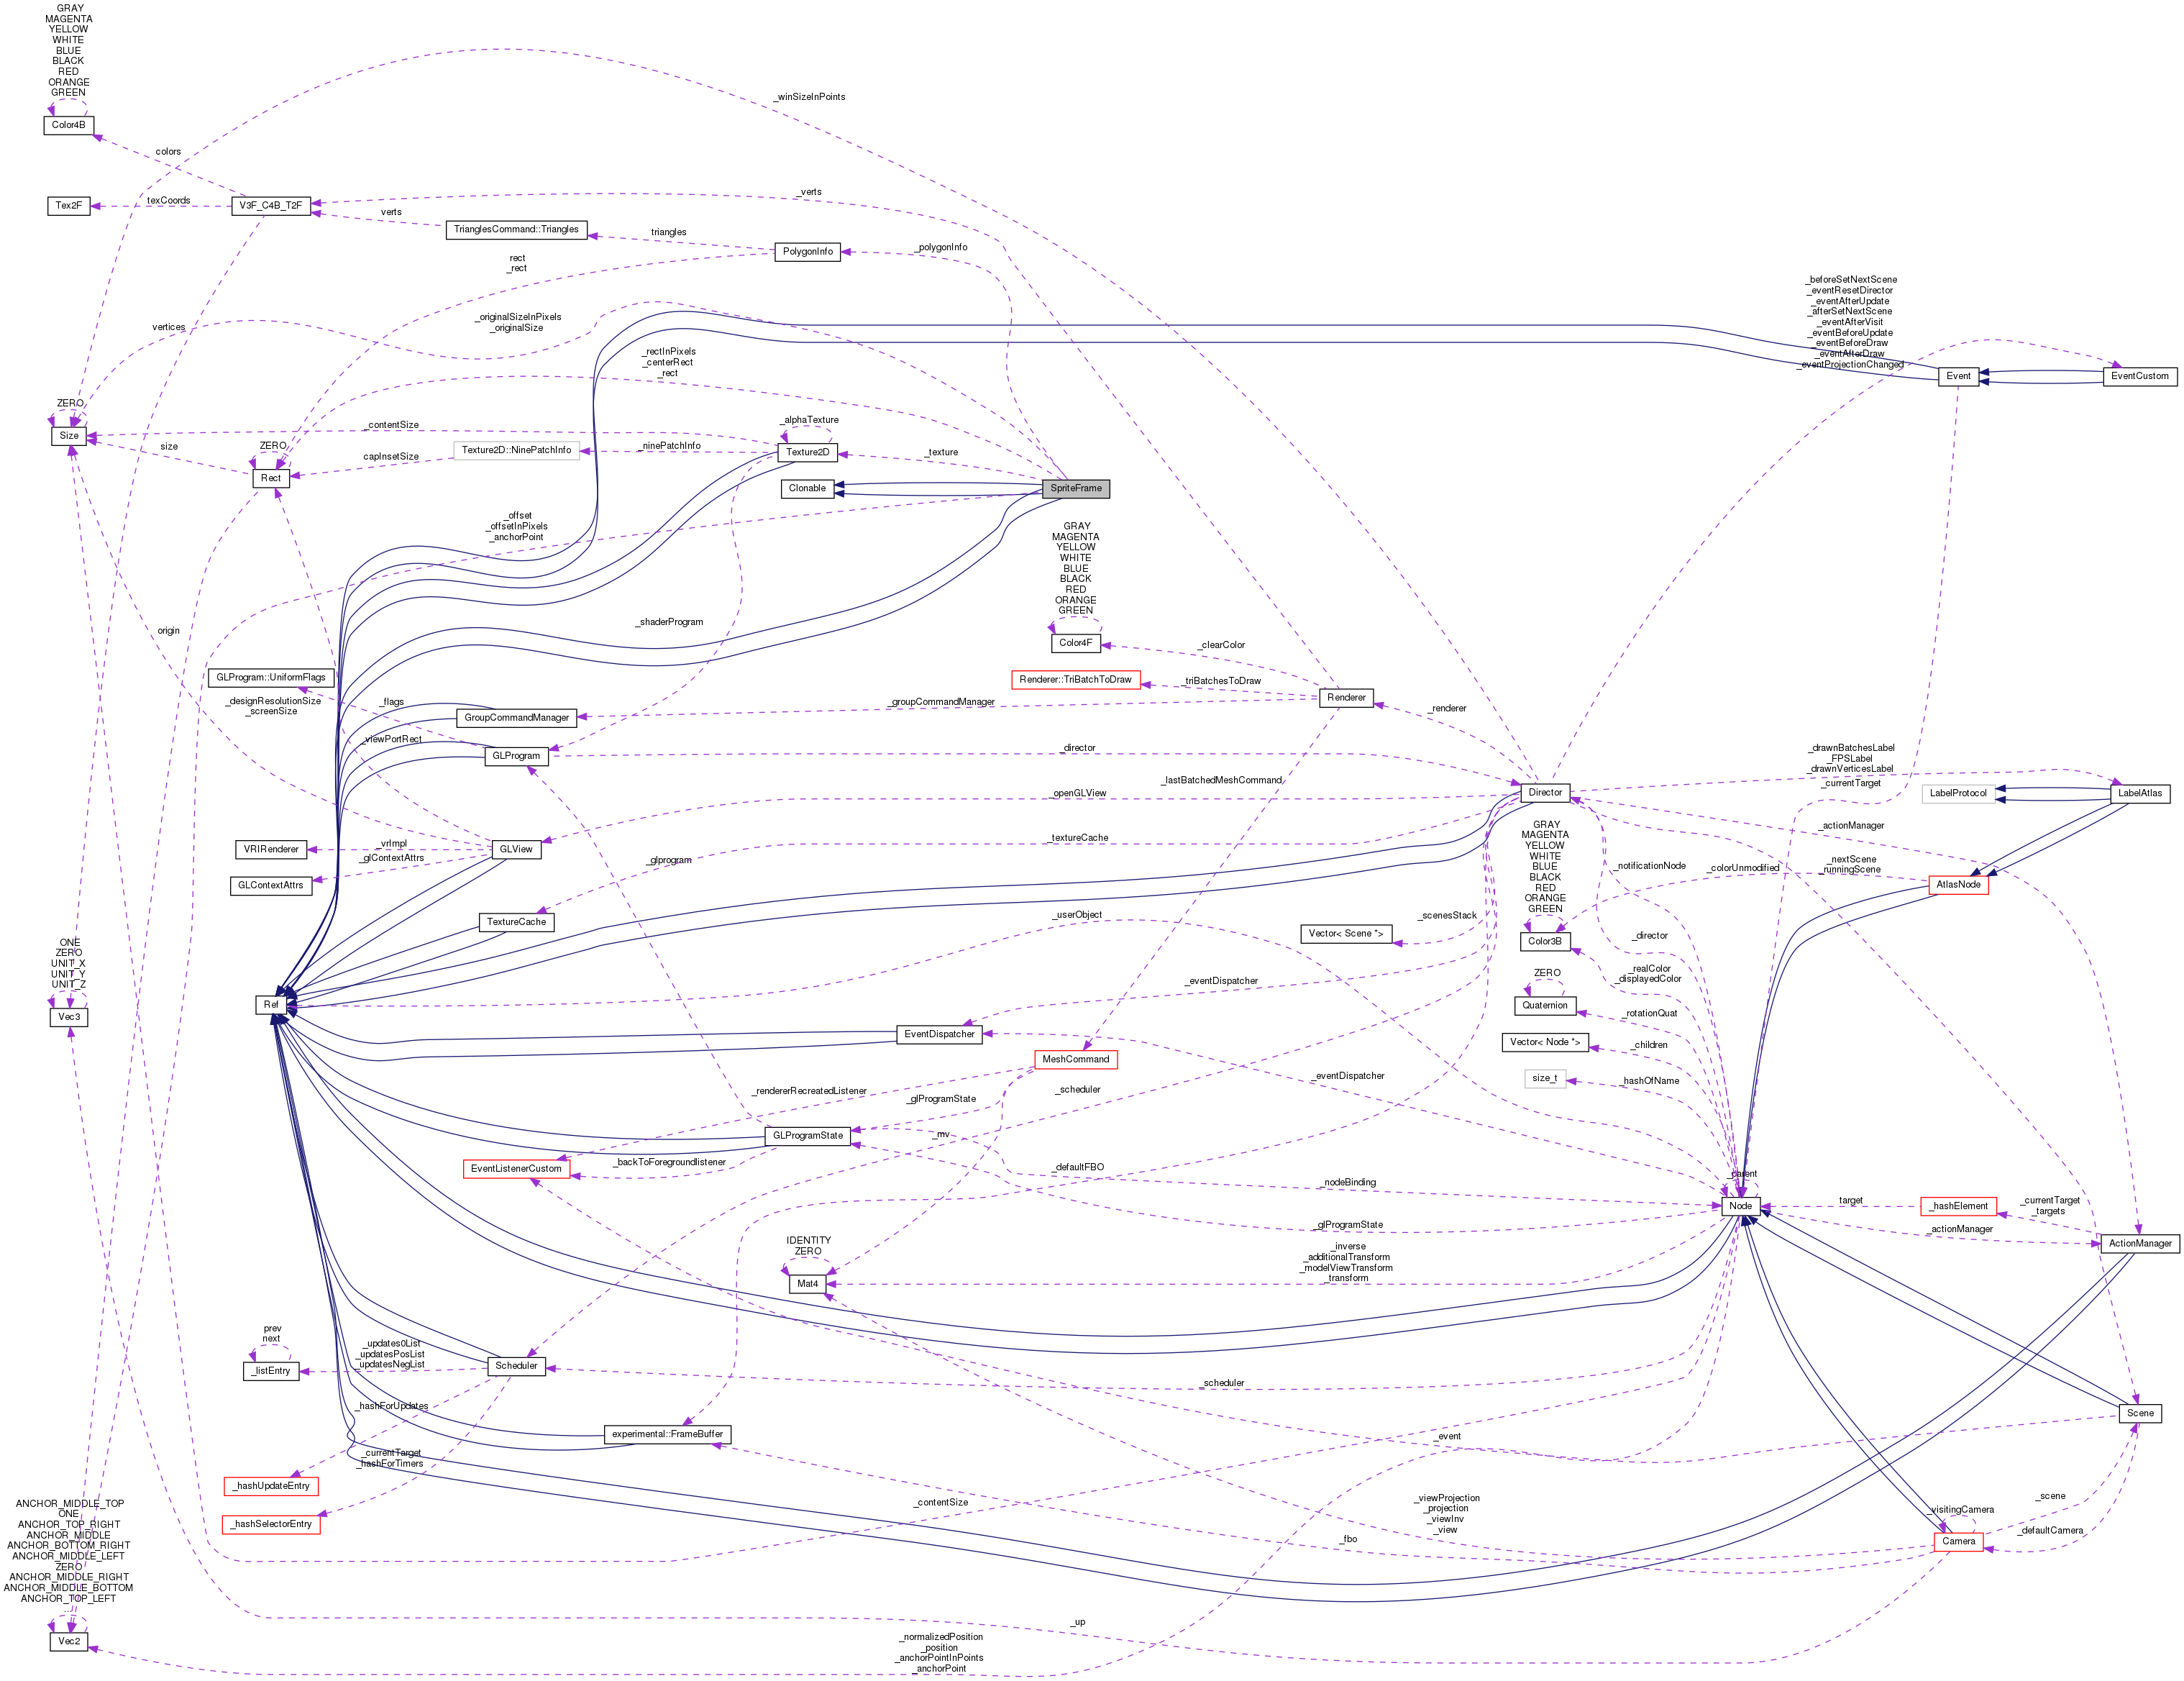 GRAY
MAGENTA
YELLOW
WHITE
BLUE
BLACK
RED
ORANGE
GREEN
Color4B
_winSizeInPoints
colors
Tex2F
texCoords
V3F_C4B_T2F
_verts
verts
TrianglesCommand::Triangles
triangles
PolygonInfo
_polygonInfo
rect
_rect
_beforeSetNextScene
_eventResetDirector
_eventAfterUpdate
_afterSetNextScene
_eventAfterVisit
_eventBeforeUpdate
_eventBeforeDraw
_eventAfterDraw
_eventProjectionChanged
vertices
_originalSizeInPixels
_originalSize
_rectInPixels
_centerRect
_rect
Event
EventCustom
ZERO
Size
size
ZERO
Rect
_contentSize
capInsetSize
Texture2D::NinePatchInfo
_ninePatchInfo
_alphaTexture
Texture2D
_texture
Clonable
SpriteFrame
_offset
_offsetInPixels
_anchorPoint
GRAY
MAGENTA
YELLOW
WHITE
BLUE
BLACK
RED
ORANGE
GREEN
Color4F
origin
_shaderProgram
_clearColor
GLProgram::UniformFlags
Renderer::TriBatchToDraw
_triBatchesToDraw
Renderer
_designResolutionSize
_screenSize
_flags
GroupCommandManager
_groupCommandManager
_renderer
_viewPortRect
GLProgram
_director
_drawnBatchesLabel
_FPSLabel
_drawnVerticesLabel
_currentTarget
_lastBatchedMeshCommand
_openGLView
Director
LabelProtocol
LabelAtlas
VRIRenderer
_vrImpl
_glContextAttrs
GLView
_textureCache
_glprogram
GLContextAttrs
GRAY
MAGENTA
YELLOW
WHITE
BLUE
BLACK
RED
ORANGE
GREEN
Color3B
_notificationNode
_colorUnmodified
_actionManager
_nextScene
_runningScene
AtlasNode
TextureCache
_userObject
_scenesStack
Vector< Scene *>
_director
ONE
ZERO
UNIT_X
UNIT_Y
UNIT_Z
Vec3
Ref
_eventDispatcher
ZERO
Quaternion
_realColor
_displayedColor
_rotationQuat
EventDispatcher
MeshCommand
Vector< Node *>
_children
size_t
_hashOfName
_rendererRecreatedListener
_glProgramState
_scheduler
_eventDispatcher
GLProgramState
_mv
EventListenerCustom
_backToForegroundlistener
_defaultFBO
_nodeBinding
_parent
Node
target
_hashElement
_currentTarget
_targets
_glProgramState
_actionManager
ActionManager
IDENTITY
ZERO
Mat4
_inverse
_additionalTransform
_modelViewTransform
_transform
prev
next
_listEntry
_updates0List
_updatesPosList
_updatesNegList
Scheduler
_scheduler
_hashForUpdates
Scene
experimental::FrameBuffer
_event
_currentTarget
_hashForTimers
_hashUpdateEntry
_hashSelectorEntry
_contentSize
_viewProjection
_projection
_viewInv
_view
_fbo
_visitingCamera
Camera
_scene
_defaultCamera
ANCHOR_MIDDLE_TOP
ONE
ANCHOR_TOP_RIGHT
ANCHOR_MIDDLE
ANCHOR_BOTTOM_RIGHT
ANCHOR_MIDDLE_LEFT
ZERO
ANCHOR_MIDDLE_RIGHT
ANCHOR_MIDDLE_BOTTOM
ANCHOR_TOP_LEFT
...
Vec2
_up
_normalizedPosition
_position
_anchorPointInPoints
_anchorPoint